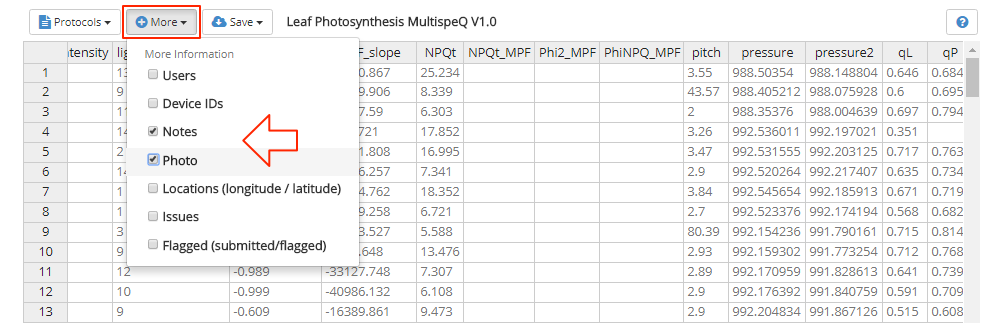 Protocols More Save Leaf Photosynthesis MultispeQ V1.0 ?
ntensity lig F_slope NPQt NPQt_MPF Phi2_MPF PhiNPQ_MPF pitch pressure pressure2 qL qP
More Information
Users
Device IDs
Notes
Photo
Locations (longitude / latitude)
Issues
Flagged (submitted/flagged)
1 13 0.867 25.234 3.55 988.50354 988.148804 0.646 0.684
2 9 9.906 8.339 43.57 988.405212 988.075928 0.6 0.695
3 11 7.59 6.303 2 988.35376 988.004639 0.697 0.794
4 14 721 17.852 3.26 992.536011 992.197021 0.351
5 2 1.808 16.995 3.47 992.531555 992.203125 0.717 0.763
6 14 6.257 7.341 2.9 992.520264 992.217407 0.635 0.734
7 1 4.762 18.352 3.84 992.545654 992.185913 0.671 0.719
8 1 9.258 6.721 2.7 992.523376 992.174194 0.568 0.682
9 3 3.527 5.588 80.39 992.154236 991.790161 0.715 0.814
10 9 .648 13.476 2.93 992.159302 991.773254 0.712 0.768
11 12 -0.989 -33127.748 7.307 2.89 992.170959 991.828613 0.641 0.739
12 10 -0.999 -40986.132 6.108 2.9 992.176392 991.840759 0.591 0.709
13 9 -0.609 -16389.861 9.473 2.9 992.204834 991.867126 0.515 0.608